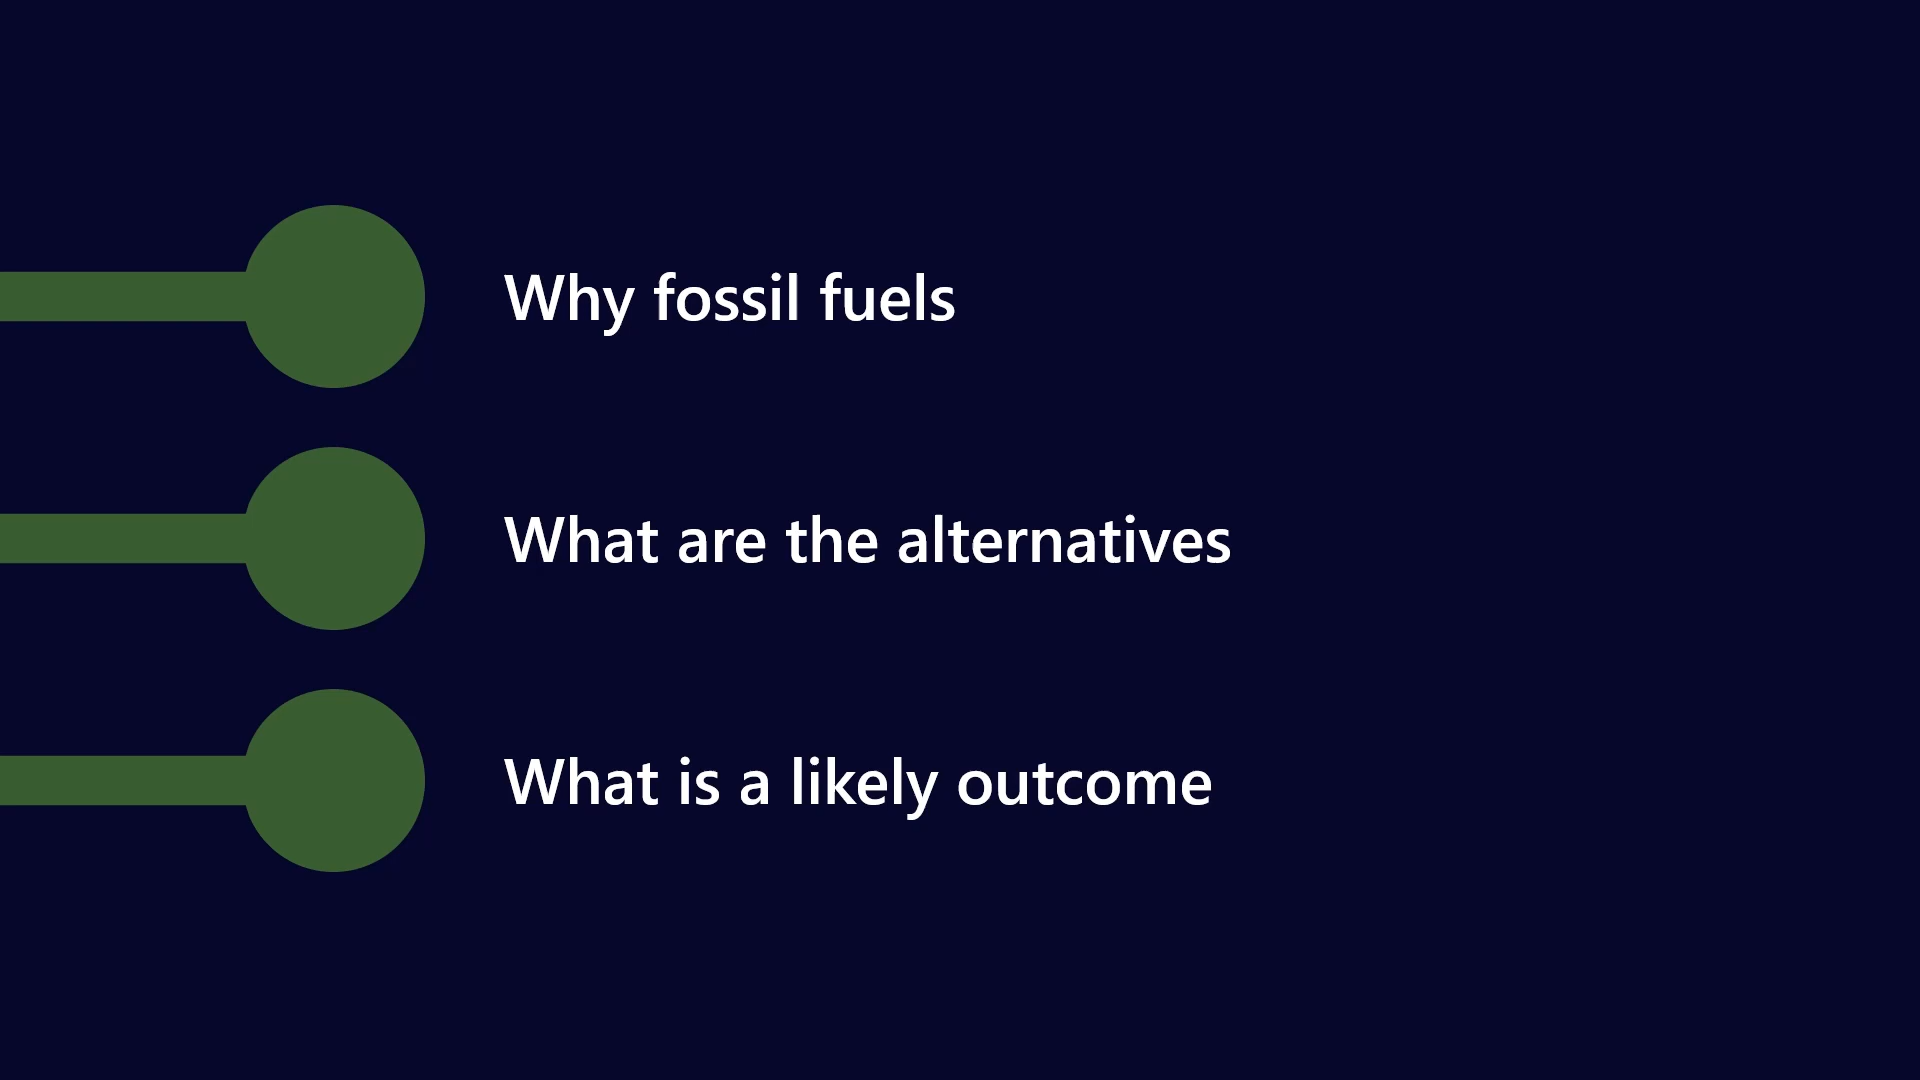 Why fossil fuels
What are the alternatives
What is a likely outcome